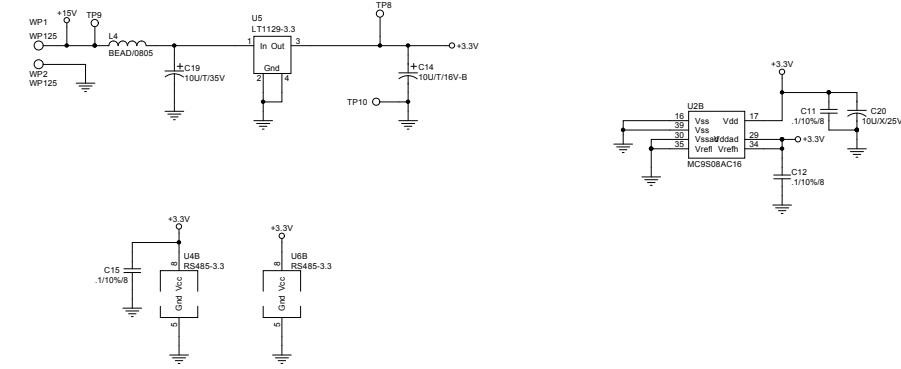 +15V
TP9
WP1
WP125
L4
BEAD/0805
WP2
WP125
+
C19
10U/T/35V
U5
LT1129-3.3
1
In Out
3
Gnd
2
4
TP8
+3.3V
+
C14
10U/T/16V-B
TP10
+3.3V
C11
.1/10%/8
C20
10U/X/25V
U2B
16
Vss
Vdd
17
39
Vss
30
Vssad
Vddad
29
+3.3V
35
Vrefl
Vrefh
34
MC9S08AC16
C12
.1/10%/8
+3.3V
C15
.1/10%/8
8
U4B
RS485-3.3
Gnd Vcc
5
+3.3V
8
U6B
RS485-3.3
Gnd Vcc
5